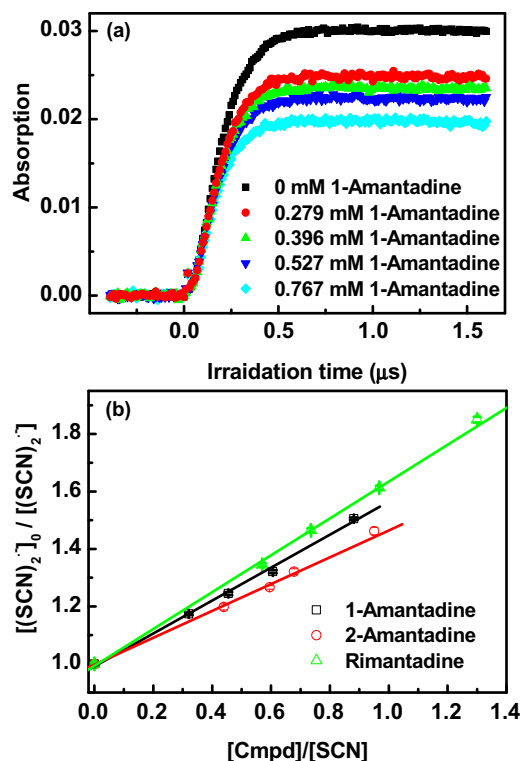 (a)
0.03
0.02
0.01
0.00
Absorption
0 mM 1-Amantadine
0.279 mM 1-Amantadine
0.396 mM 1-Amantadine
0.527 mM 1-Amantadine
0.767 mM 1-Amantadine
0.0 0.5 1.0 1.5
Irraidation time (μs)
(b)
1.8
1.6
1.4
1.2
1.0
[(SCN)₂˙⁻]₀ / [(SCN)₂˙⁻]
1-Amantadine
2-Amantadine
Rimantadine
0.0 0.2 0.4 0.6 0.8 1.0 1.2 1.4
[Cmpd]/[SCN]